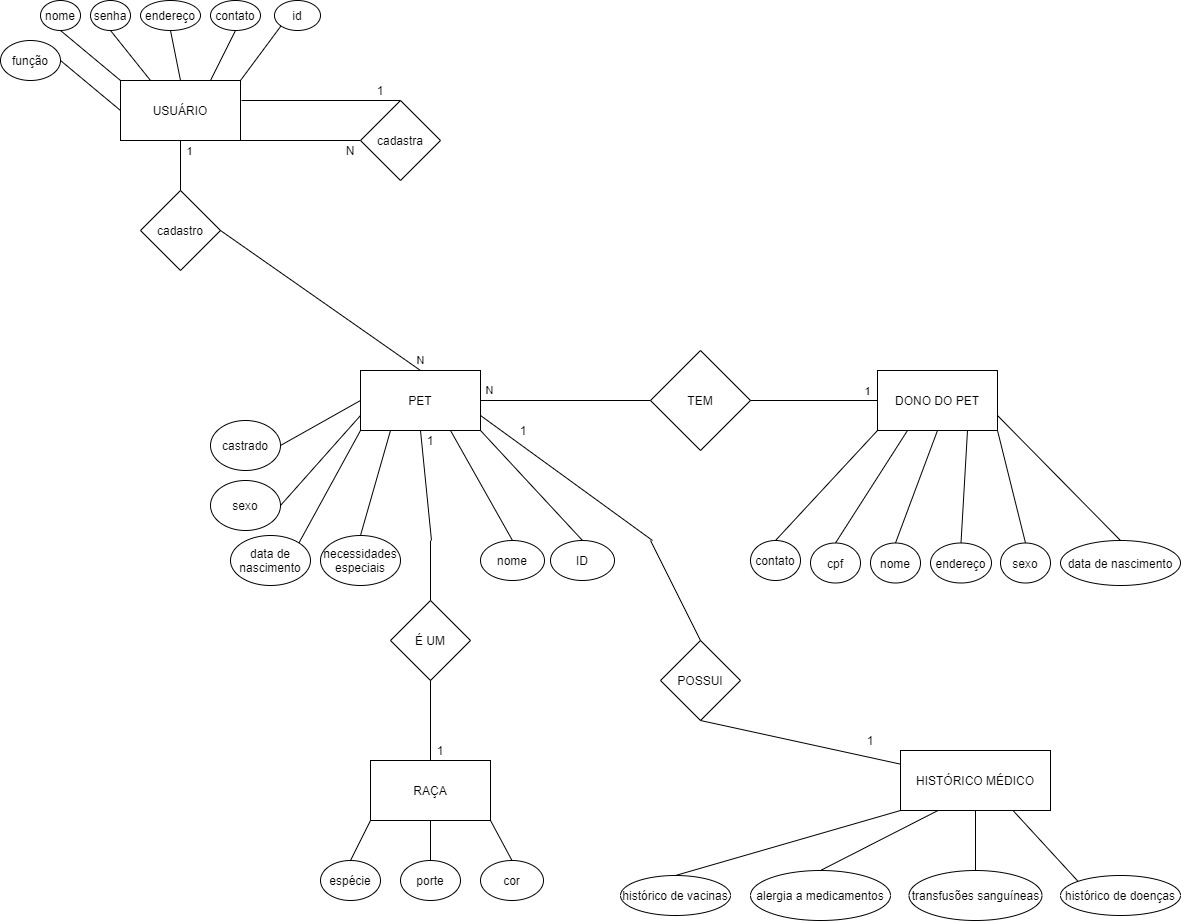 nome
senha
endereço
contato
id
função
USUÁRIO
1
cadastra
N
1
cadastro
N
PET
N
TEM
1
DONO DO PET
1
1
castrado
sexo
data de
nascimento
necessidades
especiais
nome
ID
contato
cpf
nome
endereço
sexo
data de nascimento
É UM
POSSUI
1
1
RAÇA
HISTÓRICO MÉDICO
espécie
porte
cor
histórico de vacinas
alergia a medicamentos
transfusões sanguíneas
histórico de doenças